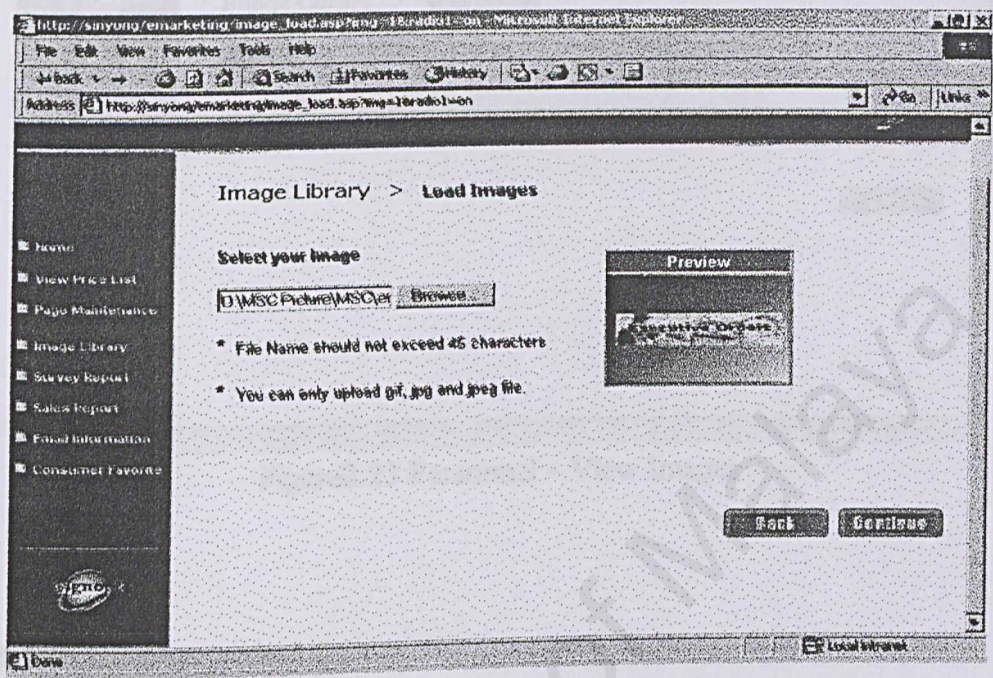 http://sinyong/emarketing/image_load.asp?img=1&radio1=on - Microsoft Internet Explorer
File Edit View Favorites Tools Help
Back Search Favorites History
Address http://sinyong/emarketing/image_load.asp?img=1&radio1=on Go Links »
Image Library > Load Images
Home
View Price List
Page Maintenance
Image Library
Survey Report
Sales Report
Email Information
Consumer Favorite
Select your Image
D:\MSC Picture\MSC\er Browse...
* File Name should not exceed 45 characters
* You can only upload gif, jpg and jpeg file.
Preview
Executive Orders
Back Continue
Done Local intranet
of Malaya